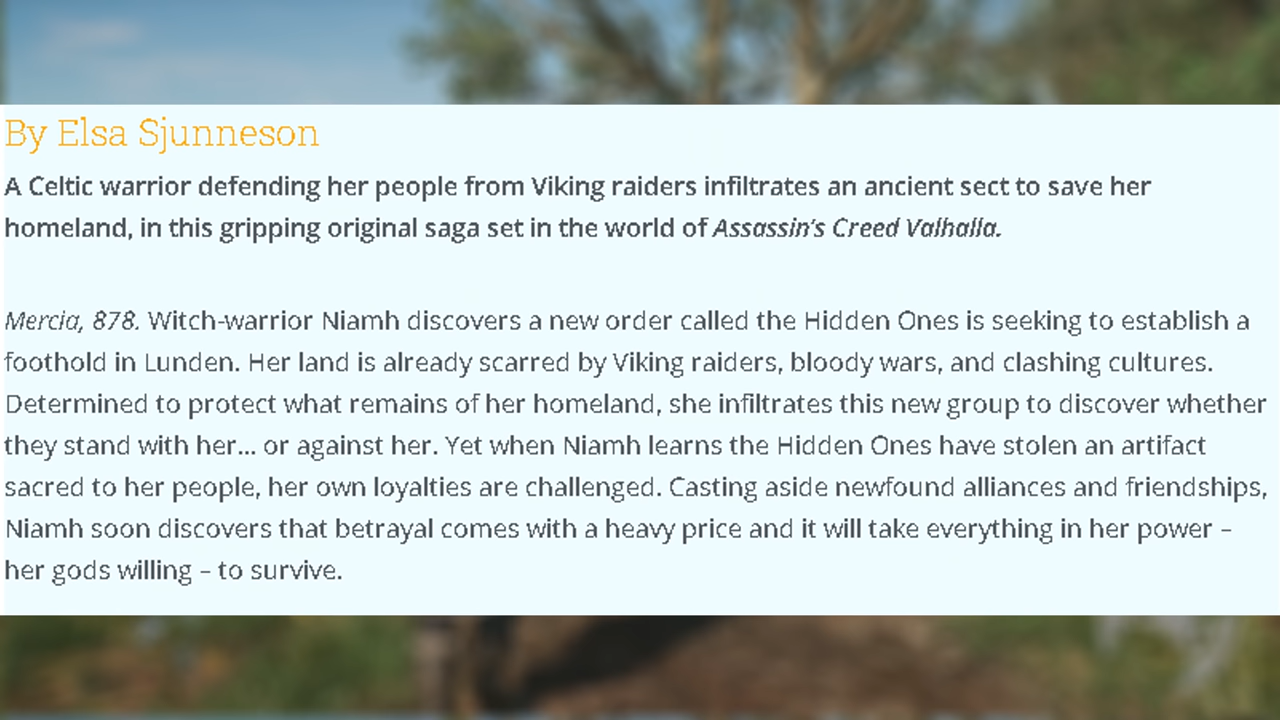 By Elsa Sjunneson
A Celtic warrior defending her people from Viking raiders infiltrates an ancient sect to save her
homeland, in this gripping original saga set in the world of Assassin's Creed Valhalla.
Mercia, 878. Witch-warrior Niamh discovers a new order called the Hidden Ones is seeking to establish a
foothold in Lunden. Her land is already scarred by Viking raiders, bloody wars, and clashing cultures.
Determined to protect what remains of her homeland, she infiltrates this new group to discover whether
they stand with her... or against her. Yet when Niamh learns the Hidden Ones have stolen an artifact
sacred to her people, her own loyalties are challenged. Casting aside newfound alliances and friendships,
Niamh soon discovers that betrayal comes with a heavy price and it will take everything in her power –
her gods willing – to survive.